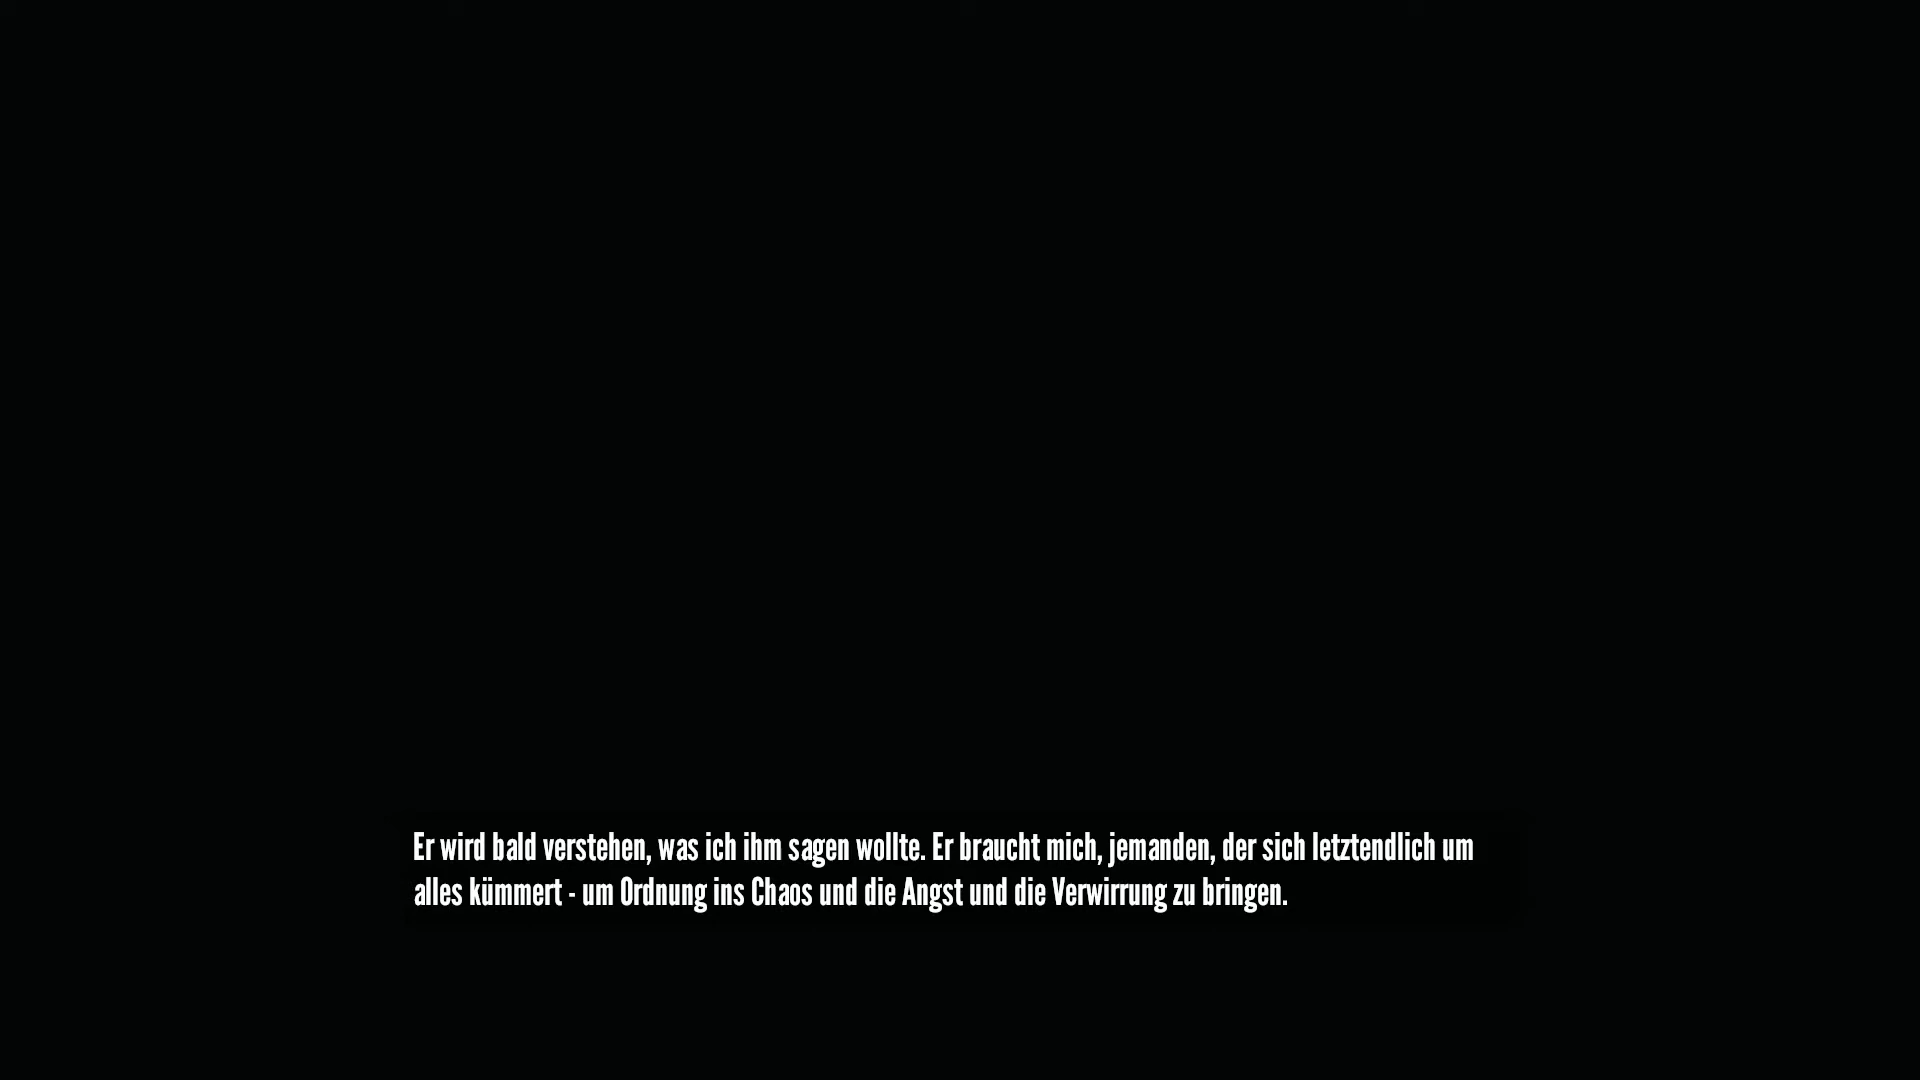 Er wird bald verstehen, was ich ihm sagen wollte. Er braucht mich, jemanden, der sich letztendlich um
alles kümmert - um Ordnung ins Chaos und die Angst und die Verwirrung zu bringen.